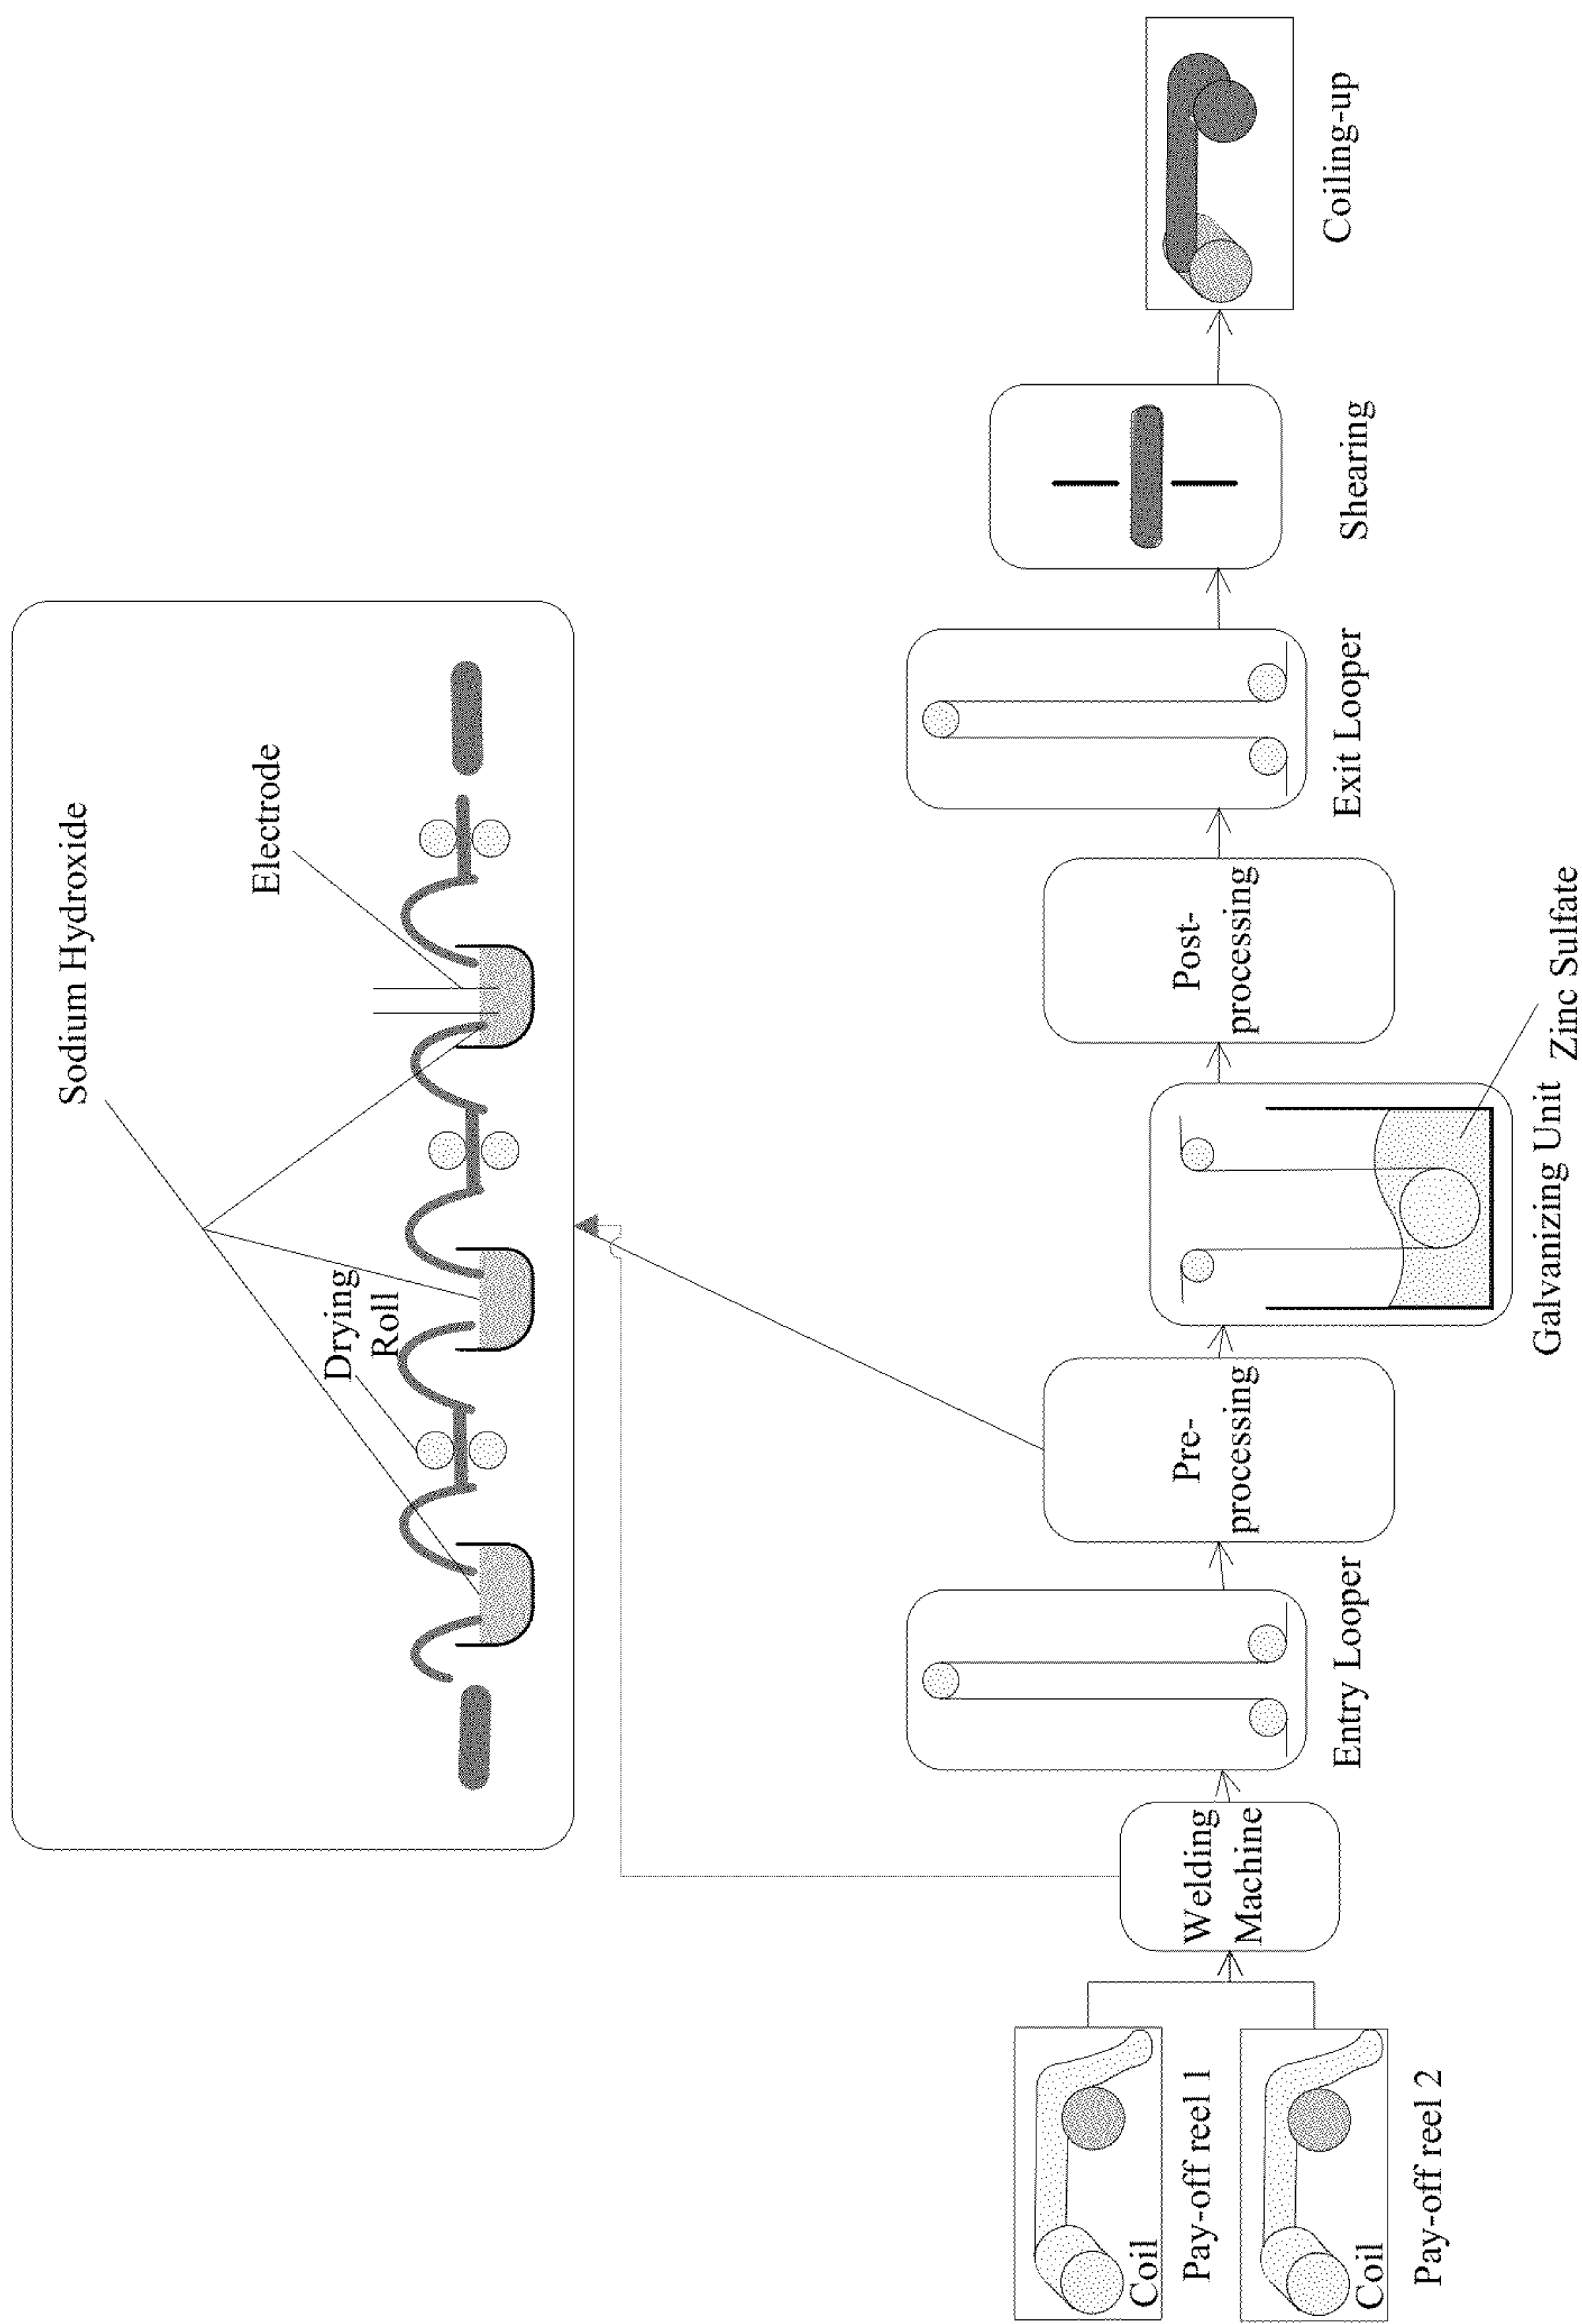 Sodium Hydroxide
Electrode
Drying
Roll
Coil
Pay-off reel 1
Coil
Pay-off reel 2
Welding
Machine
Entry Looper
Pre-
processing
Galvanizing Unit
Zinc Sulfate
Post-
processing
Exit Looper
Shearing
Coiling-up